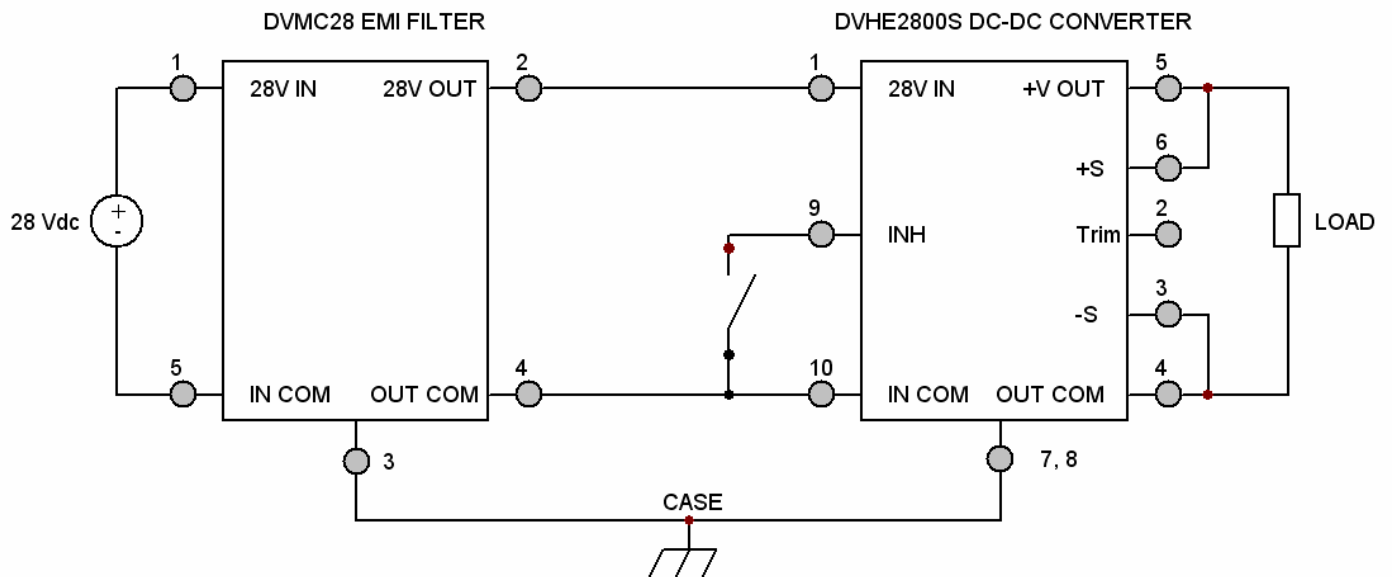 DVMC28 EMI FILTER
DVHE2800S DC-DC CONVERTER
1
28V IN
28V OUT
2
1
28V IN
+V OUT
5
6
+S
28 Vdc
+
-
9
INH
Trim
2
LOAD
3
-S
5
IN COM
OUT COM
4
10
IN COM
OUT COM
4
3
7, 8
CASE